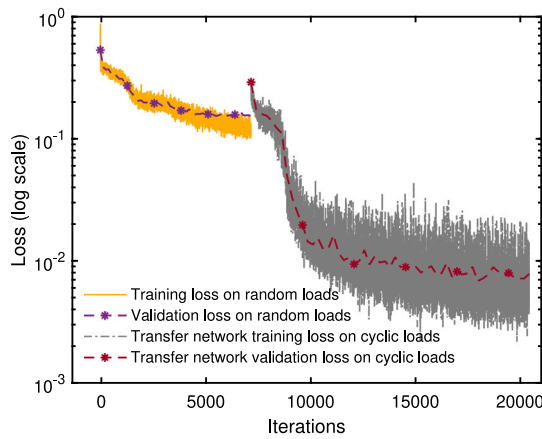 10^0
10^-1
10^-2
10^-3
Loss (log scale)
Training loss on random loads
Validation loss on random loads
Transfer network training loss on cyclic loads
Transfer network validation loss on cyclic loads
0 5000 10000 15000 20000
Iterations